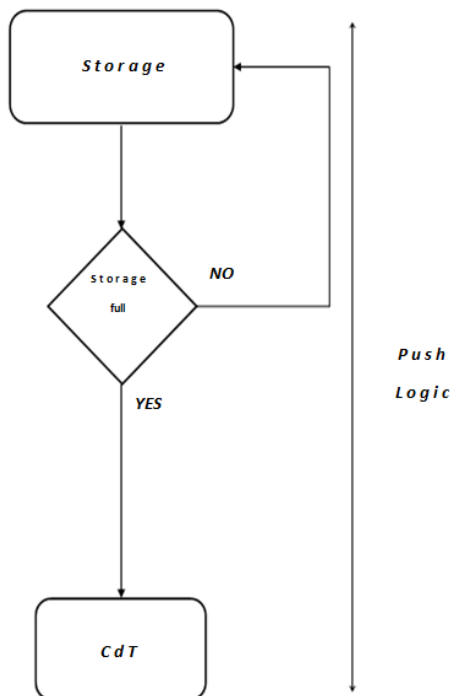 Storage
Storage
full
NO
YES
Push
Logic
CdT